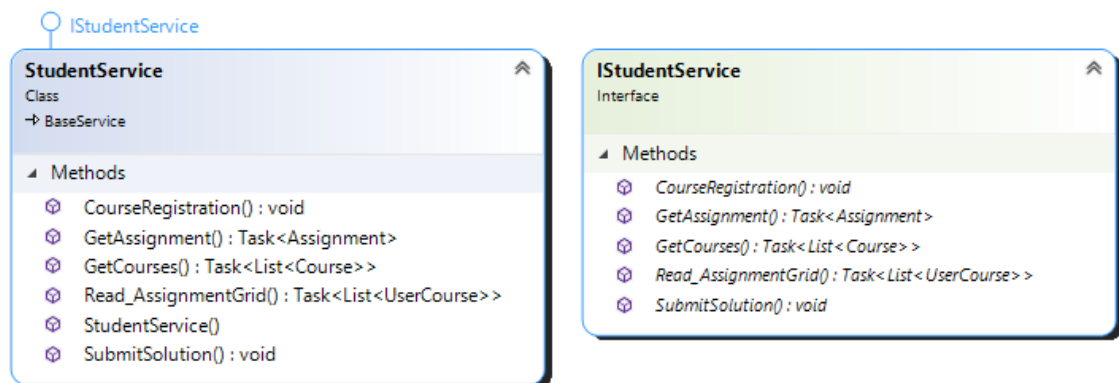 IStudentService
StudentService
Class
BaseService
Methods
CourseRegistration() : void
GetAssignment() : Task<Assignment>
GetCourses() : Task<List<Course>>
Read_AssignmentGrid() : Task<List<UserCourse>>
StudentService()
SubmitSolution() : void
IStudentService
Interface
Methods
CourseRegistration() : void
GetAssignment() : Task<Assignment>
GetCourses() : Task<List<Course>>
Read_AssignmentGrid() : Task<List<UserCourse>>
SubmitSolution() : void